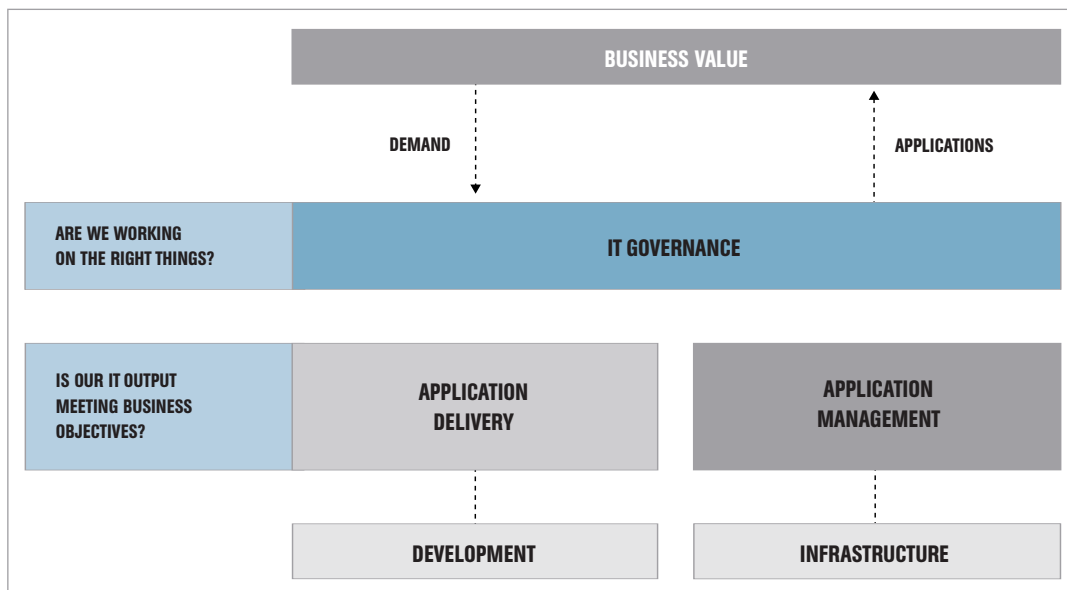 BUSINESS VALUE
DEMAND
APPLICATIONS
ARE WE WORKING
ON THE RIGHT THINGS?
IT GOVERNANCE
IS OUR IT OUTPUT
MEETING BUSINESS
OBJECTIVES?
APPLICATION
DELIVERY
APPLICATION
MANAGEMENT
DEVELOPMENT
INFRASTRUCTURE